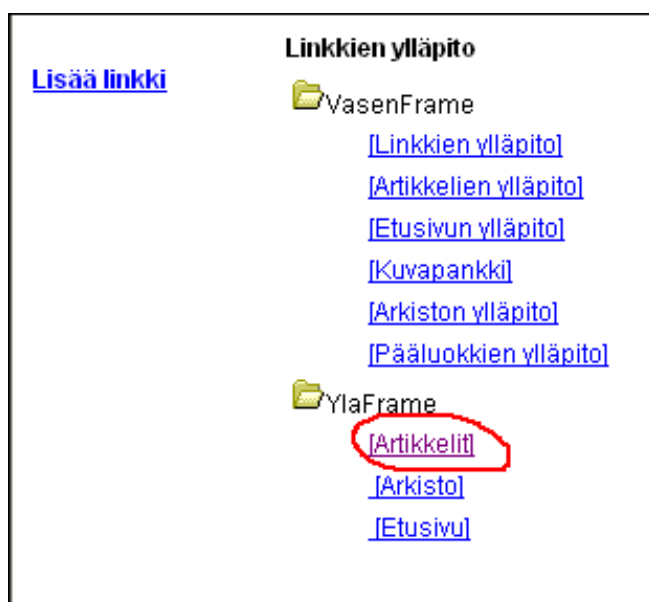 Linkkien ylläpito
Lisää linkki
VasenFrame
[Linkkien ylläpito]
[Artikkelien ylläpito]
[Etusivun ylläpito]
[Kuvapankki]
[Arkiston ylläpito]
[Pääluokkien ylläpito]
YlaFrame
[Artikkelit]
[Arkisto]
[Etusivu]